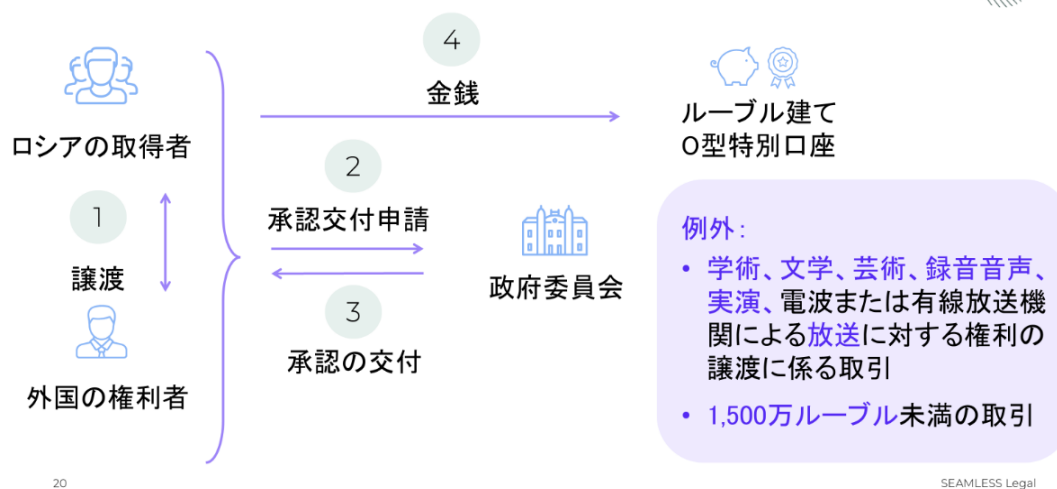 4
金銭
ロシアの取得者
ルーブル建て
O型特別口座
2
承認交付申請
1
譲渡
政府委員会
3
承認の交付
外国の権利者
例外：
• 学術、文学、芸術、録音音声、
実演、電波または有線放送機
関による放送に対する権利の
譲渡に係る取引
• 1,500万ルーブル未満の取引
20
SEAMLESS Legal